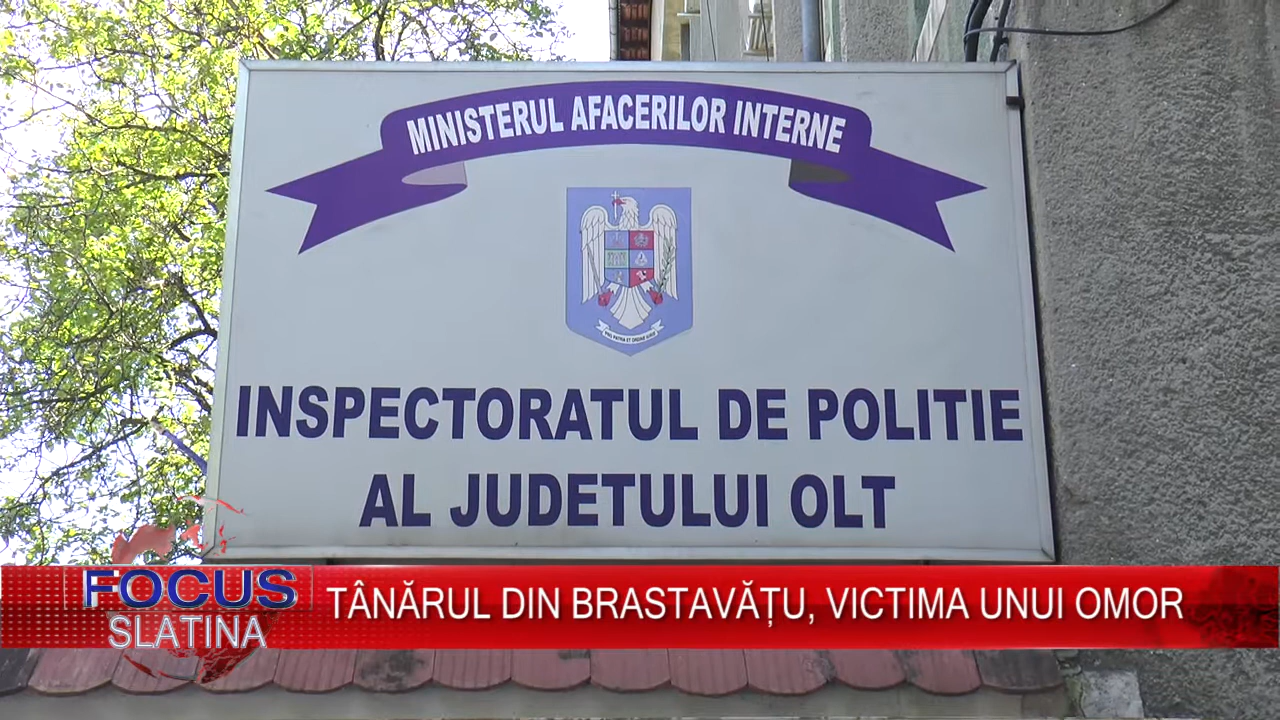 MINISTERUL AFACERILOR INTERNE
INSPECTORATUL DE POLITIE
AL JUDETULUI OLT
FOCUS
SLATINA
TÂNĂRUL DIN BRASTAVĂȚU, VICTIMA UNUI OMOR